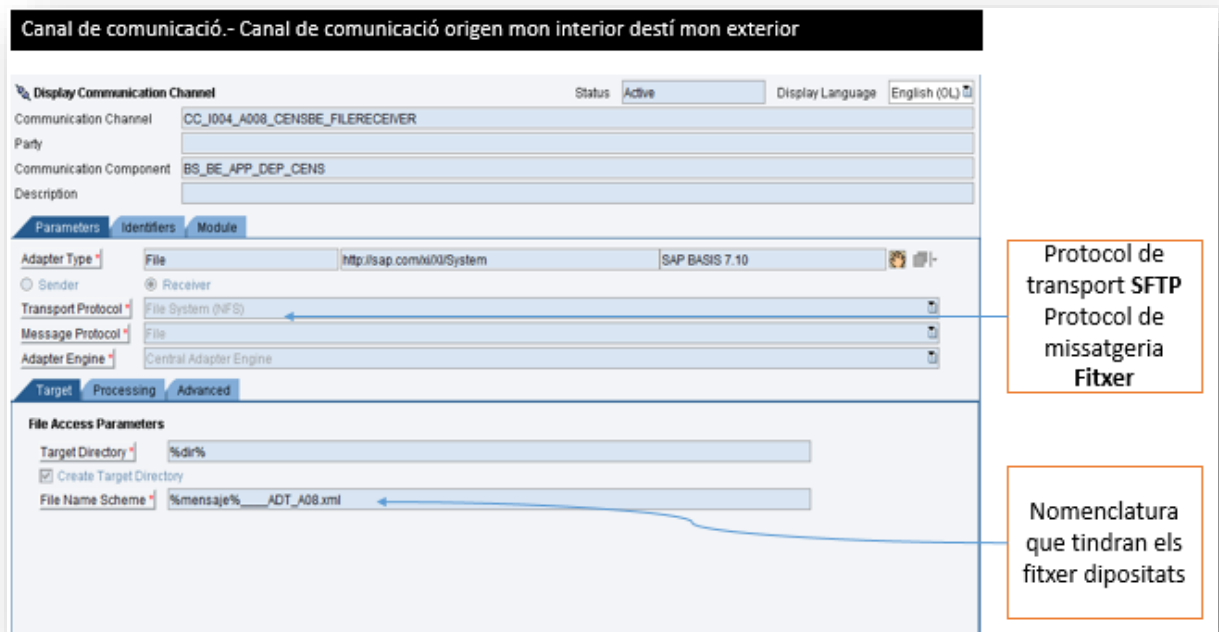 Canal de comunicació.- Canal de comunicació origen mon interior destí mon exterior
Display Communication Channel Status Active Display Language English (OL)
Communication Channel CC_I004_A008_CENSBE_FILERECEIVER
Party
Communication Component BS_BE_APP_DEP_CENS
Description
Parameters Identifiers Module
Adapter Type * File http://sap.com/xi/XI/System SAP BASIS 7.10
Sender Receiver
Transport Protocol * File System (NFS)
Message Protocol * File
Adapter Engine * Central Adapter Engine
Target Processing Advanced
File Access Parameters
Target Directory * %dir%
Create Target Directory
File Name Scheme * %mensaje%____ADT_A08.xml
Protocol de
transport SFTP
Protocol de
missatgeria
Fitxer
Nomenclatura
que tindran els
fitxer dipositats